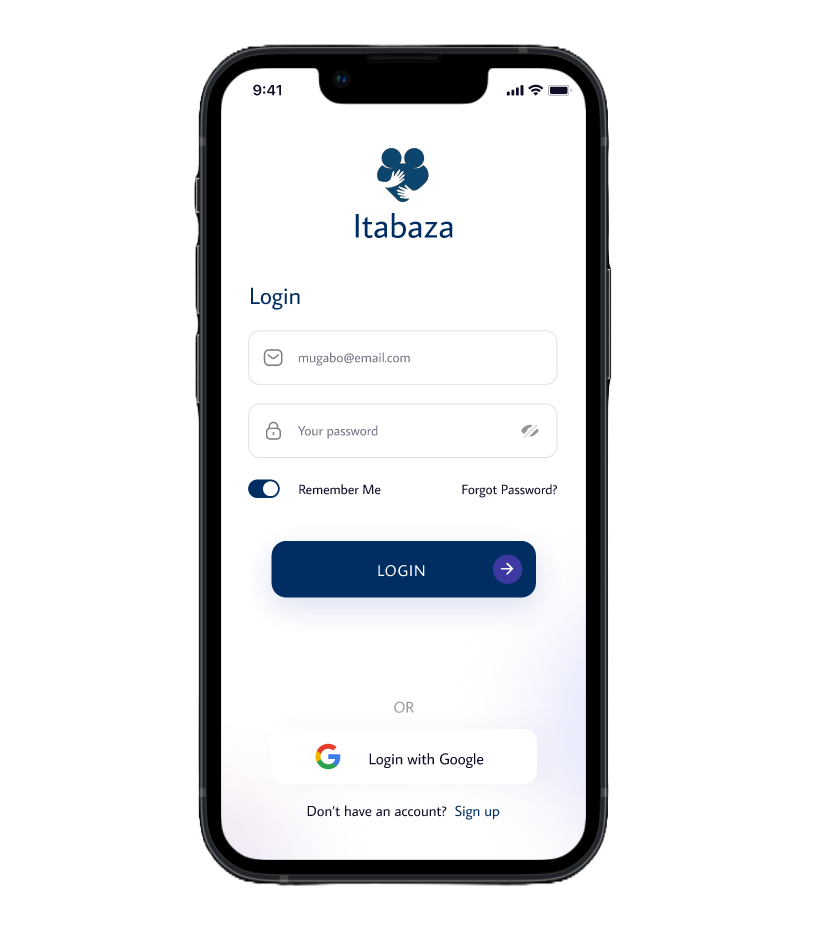 9:41
Itabaza
Login
mugabo@email.com
Your password
Remember Me
Forgot Password?
LOGIN
OR
Login with Google
Don't have an account? Sign up